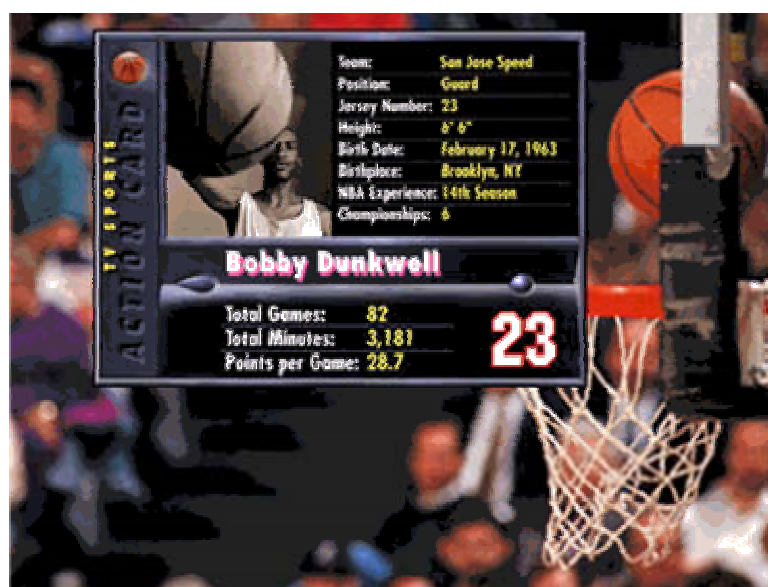 TV SPORTS
ACTION CARD
Team: San Jose Speed
Position: Guard
Jersey Number: 23
Height: 6' 6"
Birth Date: February 17, 1963
Birthplace: Brooklyn, NY
NBA Experience: 14th Season
Championships: 6
Bobby Dunkwell
Total Games: 82
Total Minutes: 3,181
Points per Game: 28.7
23